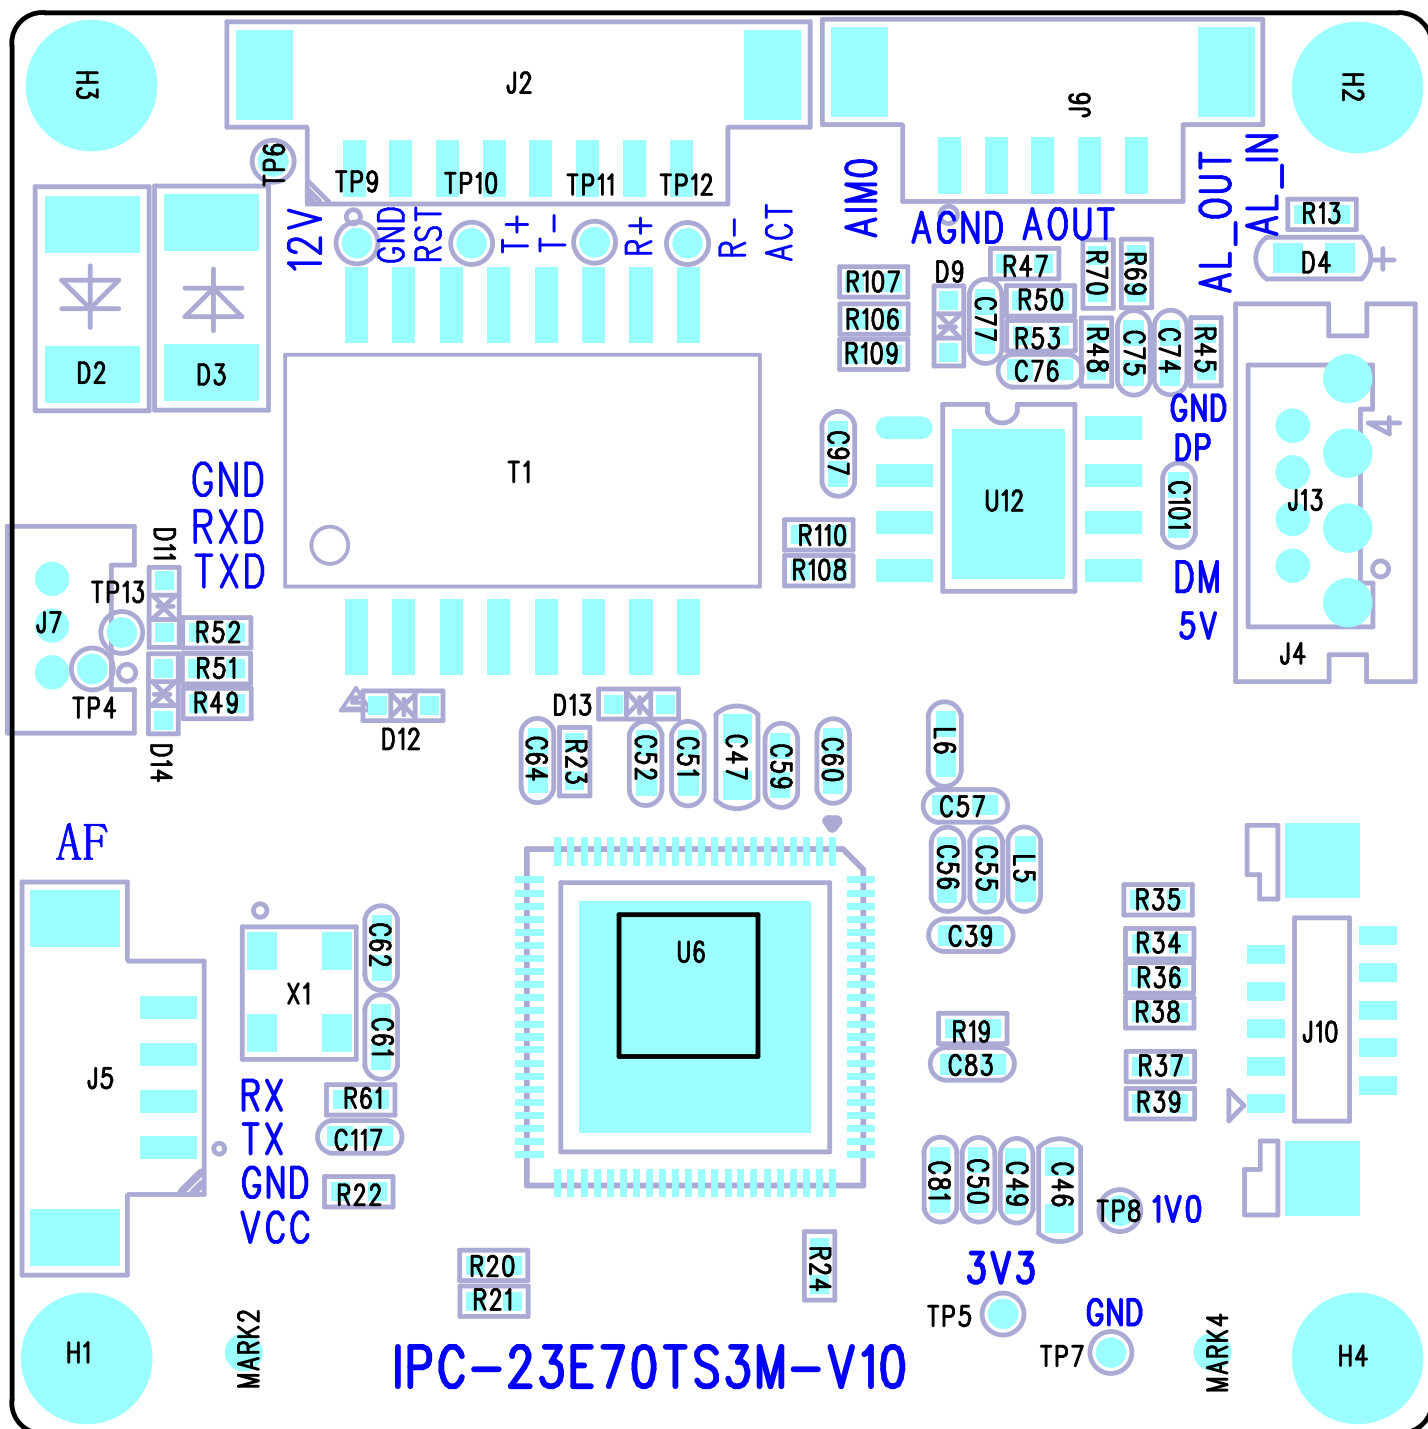 H3
J2
J9
H2
TP6
TP9
TP10
TP11
TP12
12V
GND
RST
T+
T-
R+
R-
ACT
AIMO
AGND
AOUT
AL_OUT
AL_IN
R13
D4
+
D2
D3
R107
R106
R109
D9
C77
R47
R50
R53
C76
R70
R69
R48
C75
C74
R45
GND
DP
4
T1
C97
U12
C101
J13
GND
RXD
TXD
R110
R108
DM
5V
J4
D11
TP13
J7
R52
R51
R49
TP4
D14
D12
D13
C64
R23
C52
C51
C47
C59
C60
L6
C57
C56
C55
L5
C39
AF
J5
X1
C62
C61
U6
R35
R34
R36
R38
R37
R39
J10
R19
C83
RX
TX
GND
VCC
R61
C117
R22
C81
C50
C49
C46
TP8
1V0
R20
R21
R24
3V3
TP5
GND
TP7
H1
MARK2
IPC-23E70TS3M-V10
MARK4
H4